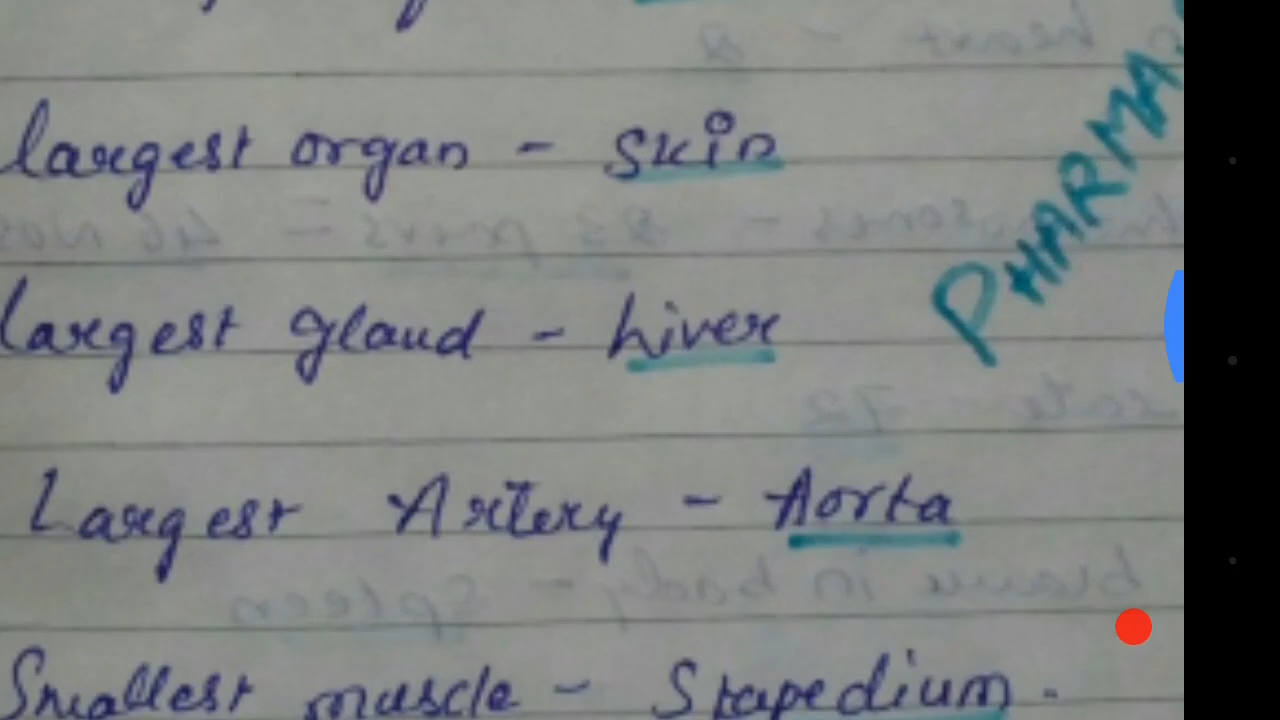 largest organ - Skin
largest gland - Liver
Largest Artery - Aorta
Smallest muscle - Stapedium.
PHARMA